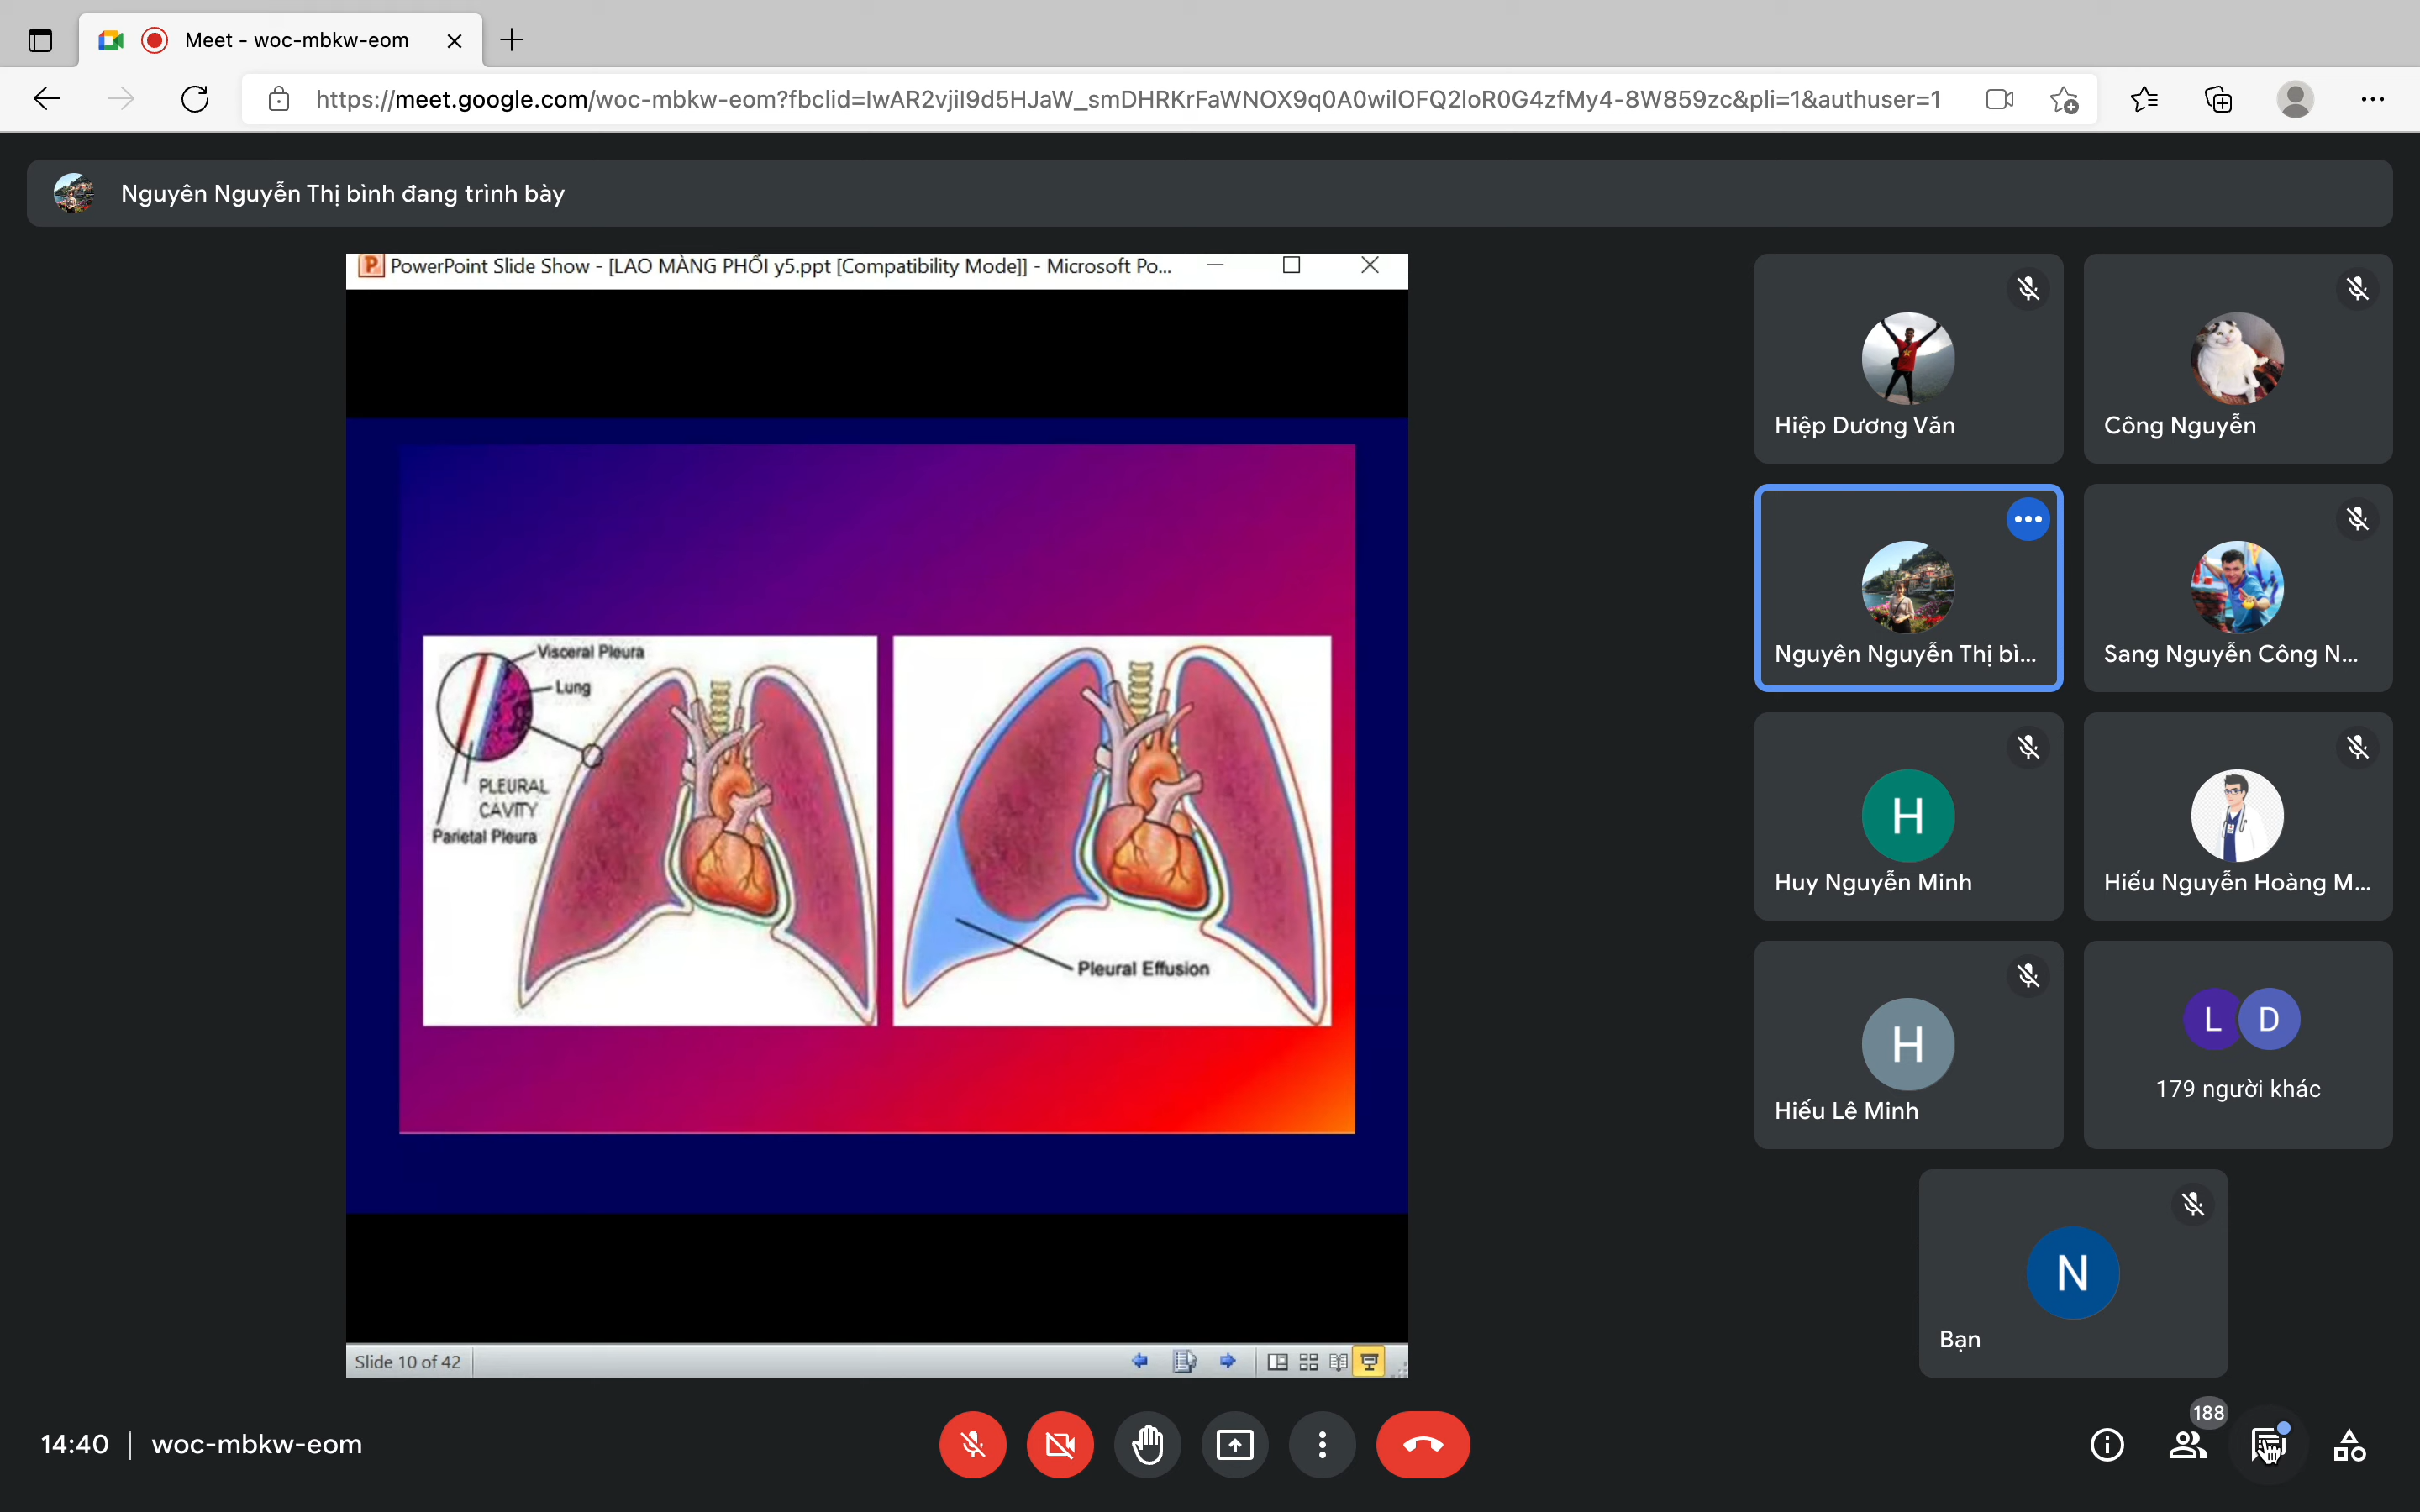 Meet - woc-mbkw-eom
https://meet.google.com/woc-mbkw-eom?fbclid=IwAR2vjiI9d5HJaW_smDHRKrFaWNOX9q0A0wilOFQ2loR0G4zfMy4-8W859zc&pli=1&authuser=1
Nguyên Nguyễn Thị bình đang trình bày
PowerPoint Slide Show - [LAO MÀNG PHỔI y5.ppt [Compatibility Mode]] - Microsoft Po...
Visceral Pleura
Lung
PLEURAL
CAVITY
Parietal Pleura
Pleural Effusion
Slide 10 of 42
Hiệp Dương Văn
Công Nguyễn
Nguyên Nguyễn Thị bì...
Sang Nguyễn Công N...
H
Huy Nguyễn Minh
Hiếu Nguyễn Hoàng M...
H
Hiếu Lê Minh
L D
179 người khác
N
Bạn
14:40 | woc-mbkw-eom
188